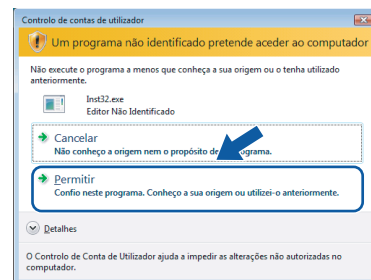 Controlo de contas de utilizador
Um programa não identificado pretende aceder ao computador
Não execute o programa a menos que conheça a sua origem ou o tenha utilizado
anteriormente.
Inst32.exe
Editor Não Identificado
Cancelar
Não conheço a origem nem o propósito de programa.
Permitir
Confio neste programa. Conheço a sua origem ou utilizei-o anteriormente.
Detalhes
O Controlo de Conta de Utilizador ajuda a impedir as alterações não autorizadas no
computador.